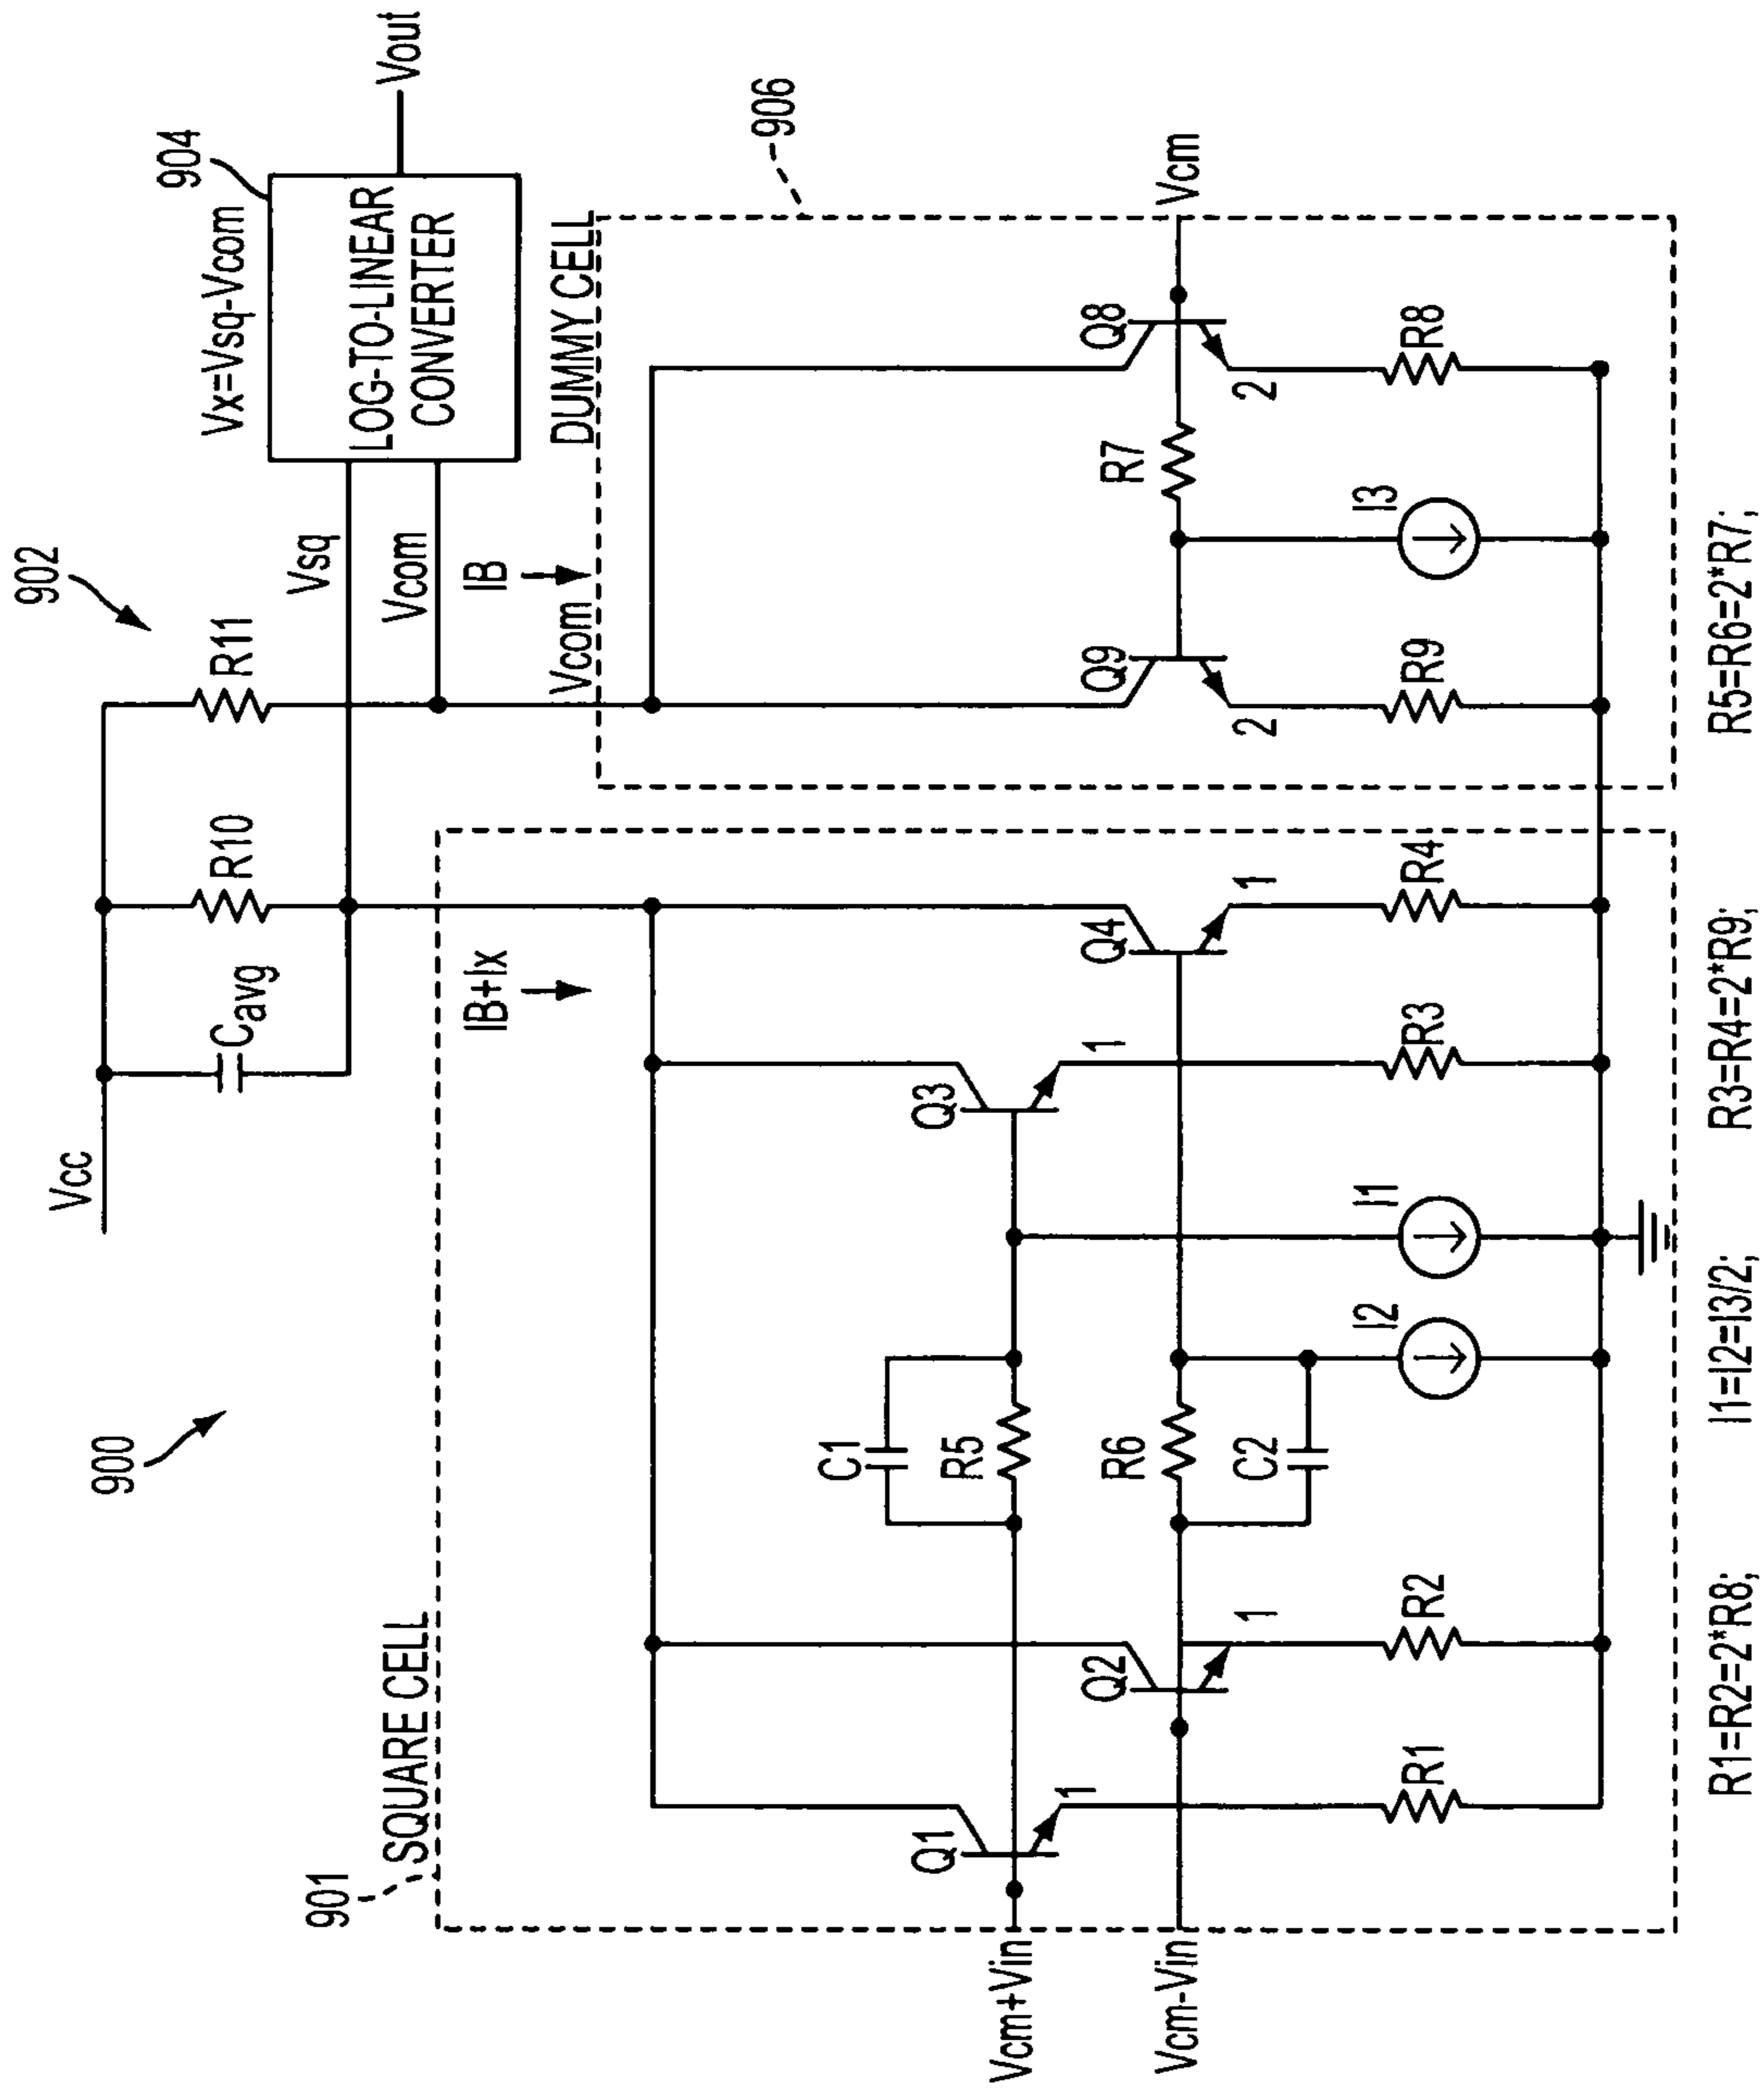 900
902
Vcc
Cavg
R10
R11
Vsq
Vcom
Vx=Vsq-Vcom
904
LOG-TO-LINEAR
CONVERTER
Vout
901
SQUARE CELL
IB+Ix
Vcom
IB
DUMMY CELL
906
Vcm+Vin
Vcm-Vin
Q1
1
R1
Q2
1
R2
C1
R5
R6
C2
I2
I1
Q3
1
R3
Q4
1
R4
Q9
2
R9
R7
I3
Q8
2
R8
Vcm
R1=R2=2*R8;
I1=I2=I3/2;
R3=R4=2*R9;
R5=R6=2*R7;